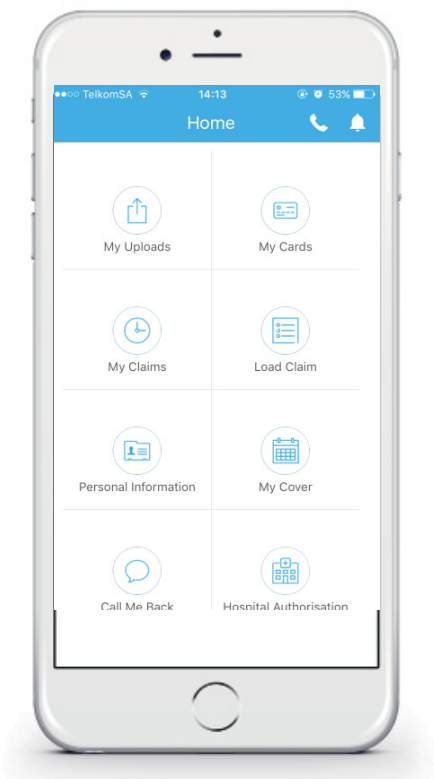 TelkomSA 14:13 53%
Home
My Uploads My Cards
My Claims Load Claim
Personal Information My Cover
Call Me Back Hospital Authorisation